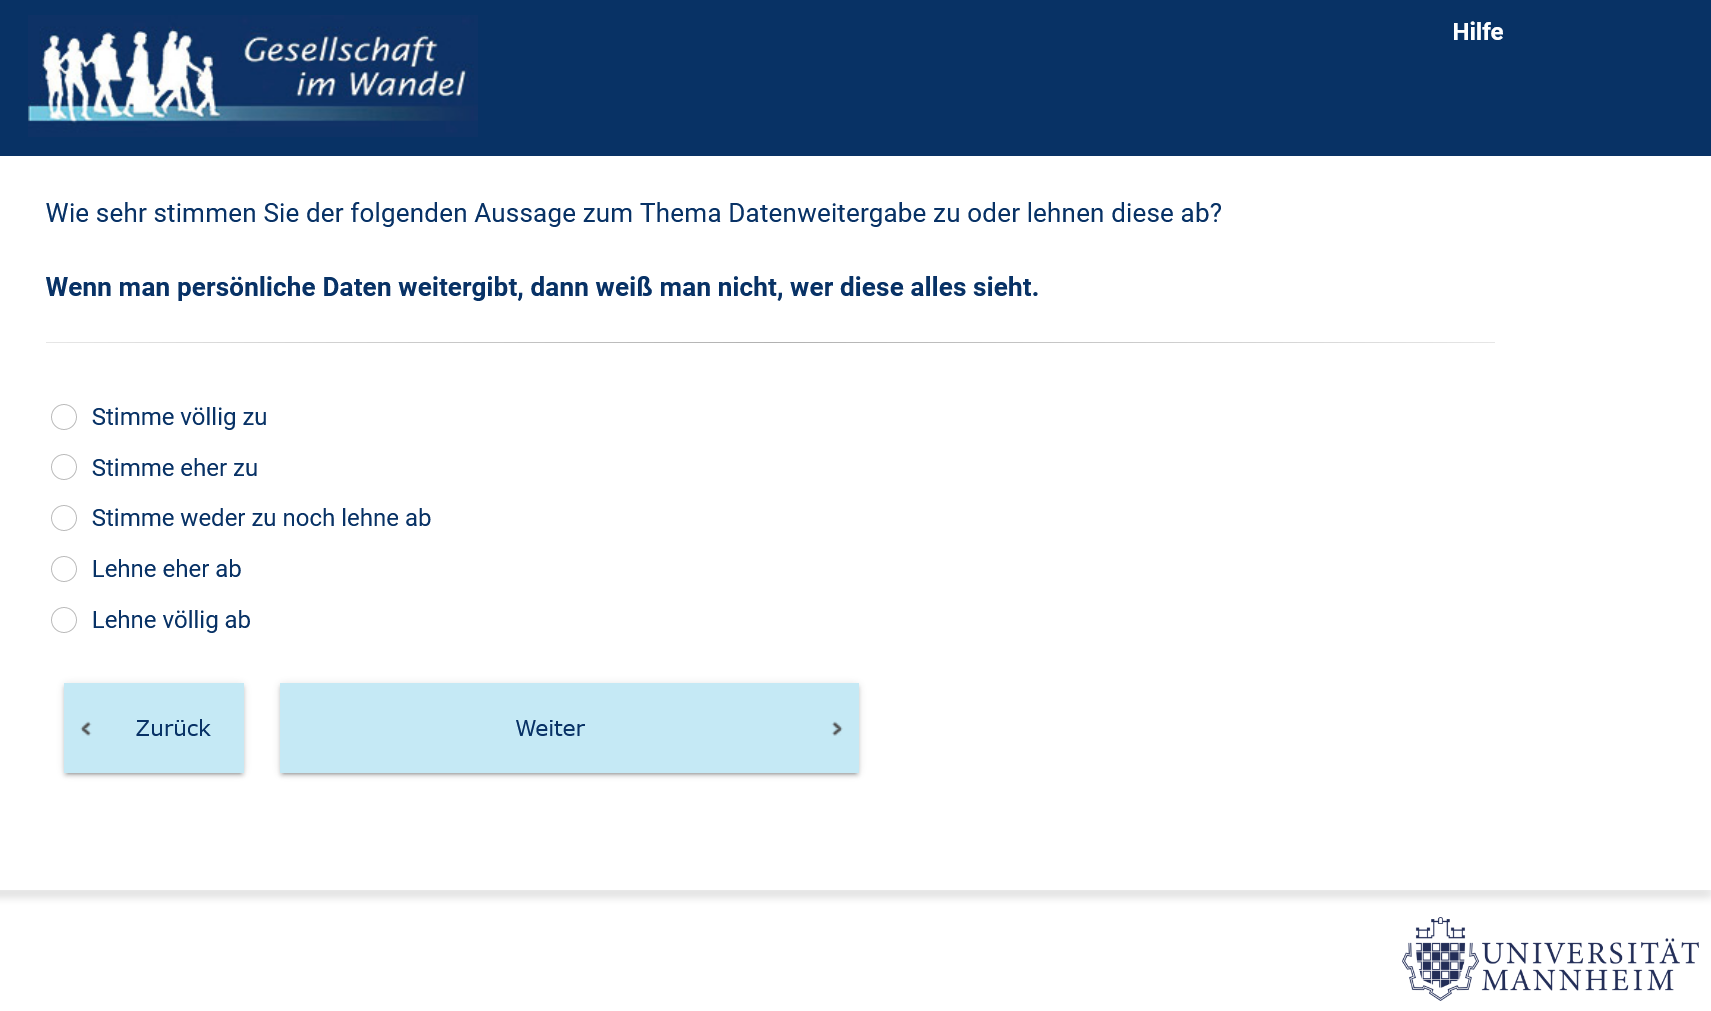 Gesellschaft
im Wandel
Hilfe
Wie sehr stimmen Sie der folgenden Aussage zum Thema Datenweitergabe zu oder lehnen diese ab?
Wenn man persönliche Daten weitergibt, dann weiß man nicht, wer diese alles sieht.
Stimme völlig zu
Stimme eher zu
Stimme weder zu noch lehne ab
Lehne eher ab
Lehne völlig ab
Zurück
Weiter
UNIVERSITÄT
MANNHEIM